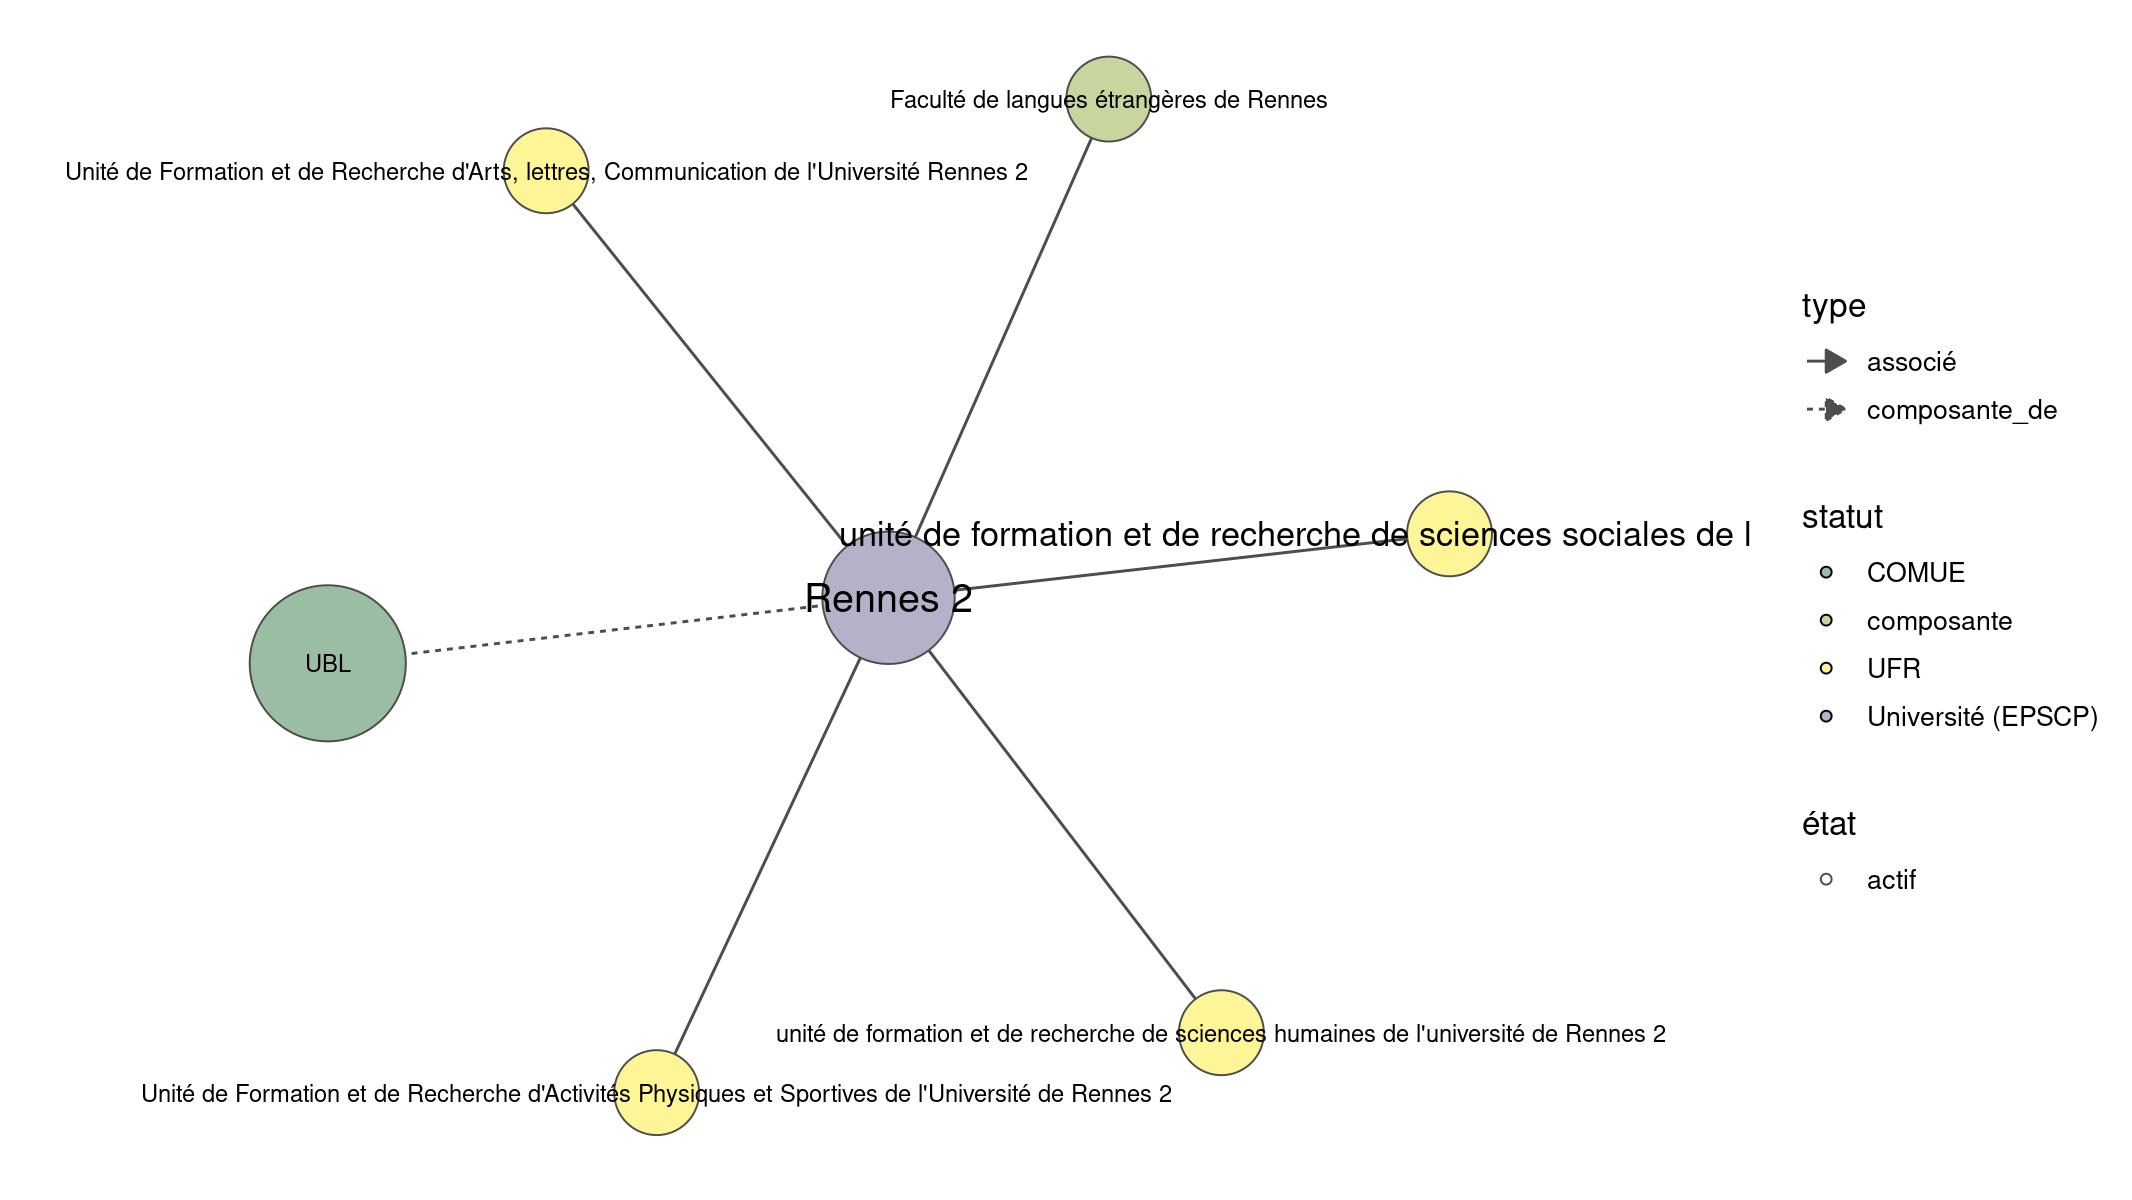 Faculté de langues étrangères de Rennes
Unité de Formation et de Recherche d'Arts, lettres, Communication de l'Université Rennes 2
unité de formation et de recherche de sciences sociales de l
Rennes 2
UBL
unité de formation et de recherche de sciences humaines de l'université de Rennes 2
Unité de Formation et de Recherche d'Activités Physiques et Sportives de l'Université de Rennes 2
type
associé
composante_de
statut
COMUE
composante
UFR
Université (EPSCP)
état
actif